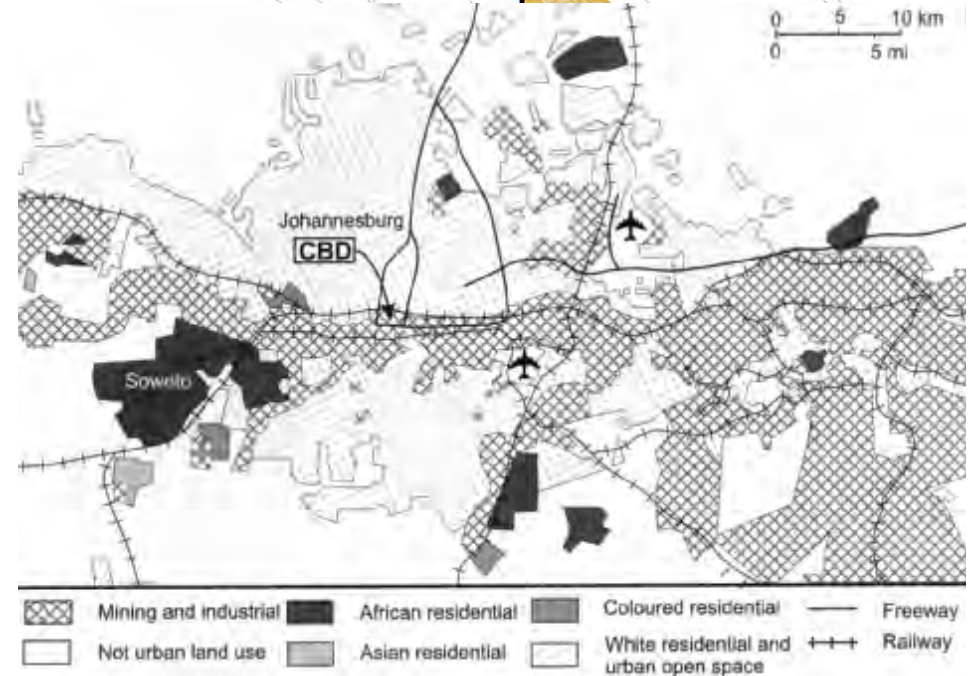 0 5 10 km
0 5 mi
Johannesburg
CBD
Soweto
Mining and industrial
African residential
Coloured residential
Freeway
Not urban land use
Asian residential
White residential and
urban open space
Railway